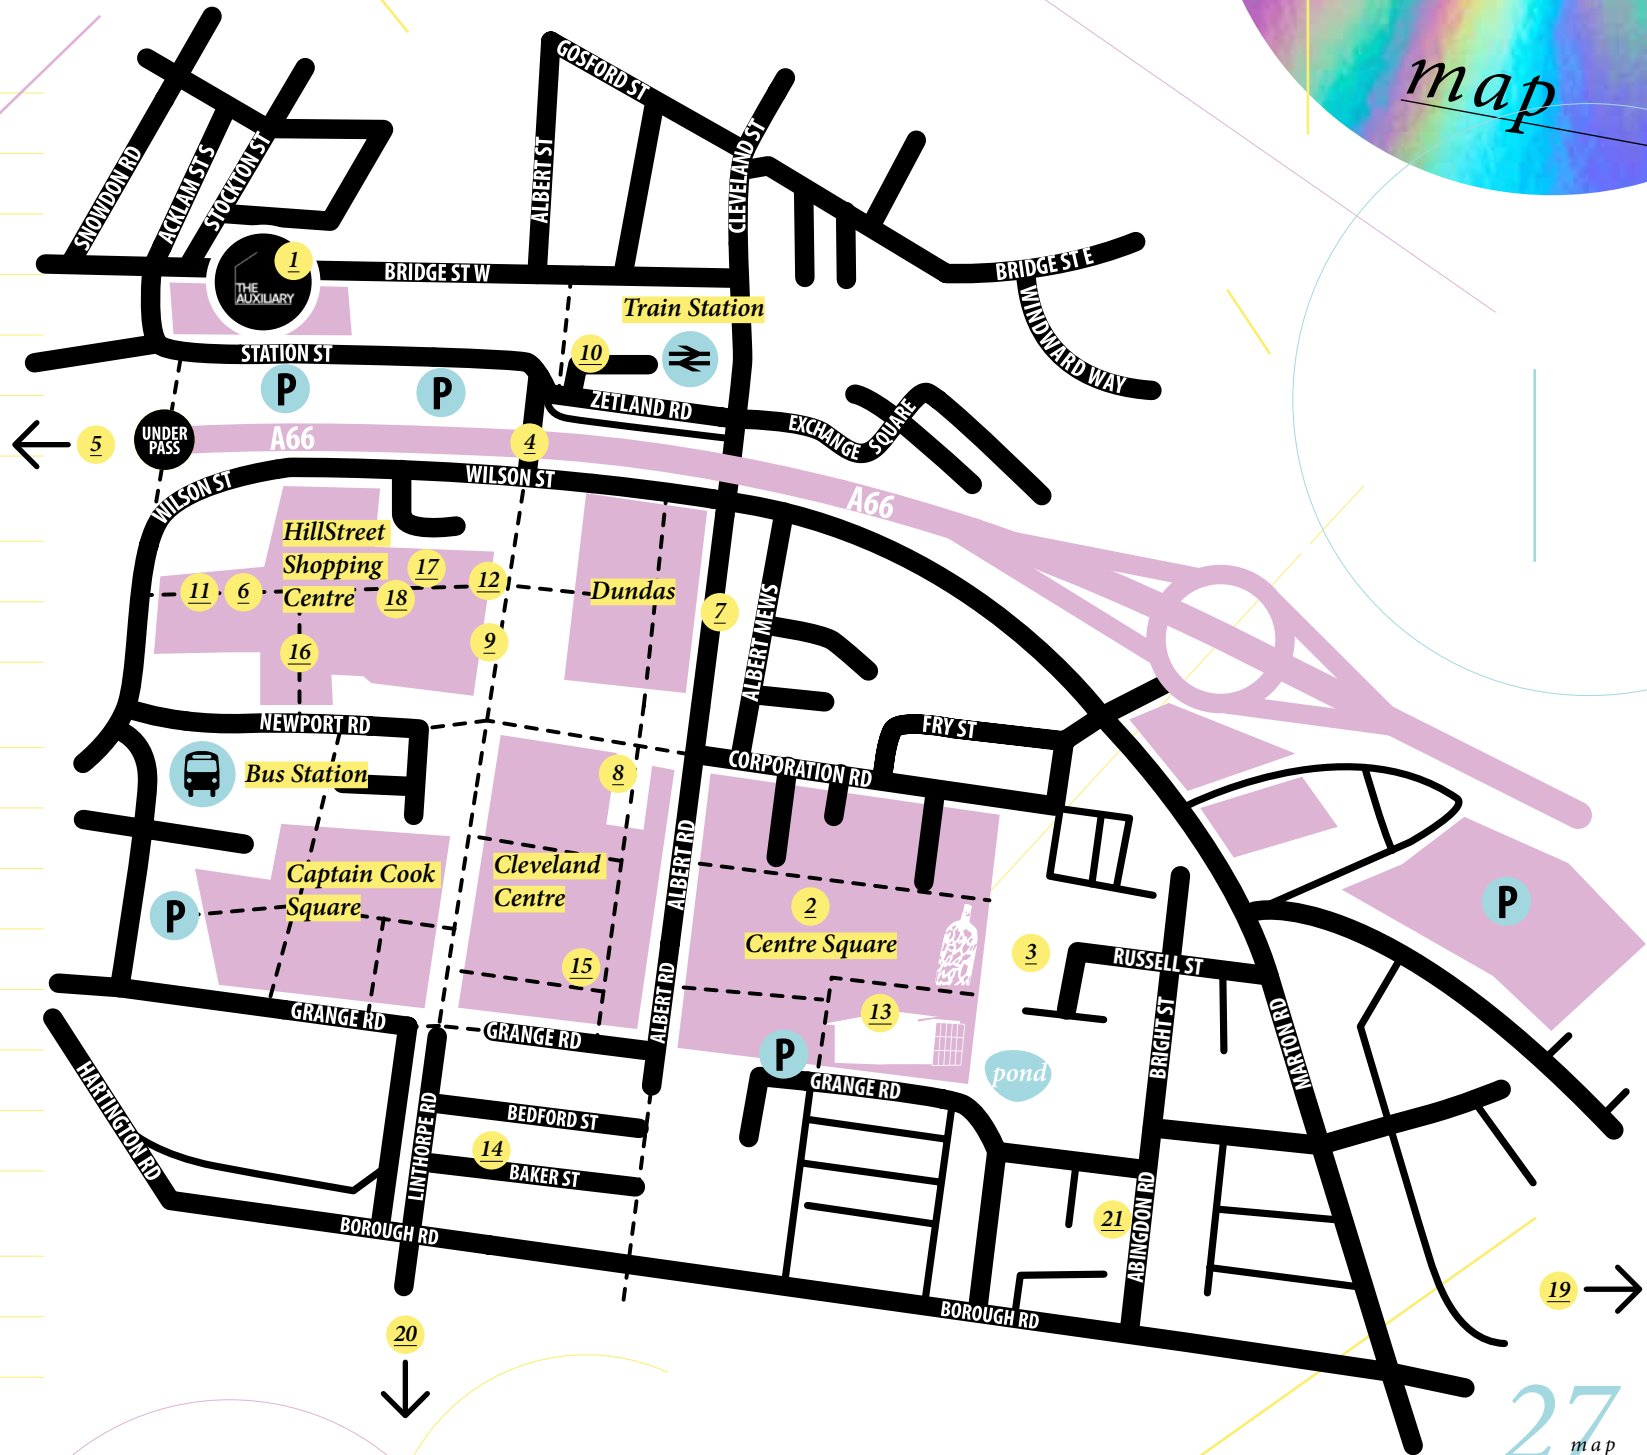 map
GOSFORD ST
SNOWDON RD
ACKLAM ST S
STOCKTON ST
ALBERT ST
CLEVELAND ST
1
THE
AUXILIARY
BRIDGE ST W
BRIDGE ST E
WINDWARD WAY
Train Station
STATION ST
10
P
P
ZETLAND RD
EXCHANGE SQUARE
5
UNDER
PASS
A66
4
A66
WILSON ST
WILSON ST
HillStreet
Shopping
Centre
17
12
11
6
18
Dundas
7
ALBERT MEWS
9
16
NEWPORT RD
FRY ST
CORPORATION RD
Bus Station
8
Captain Cook
Square
Cleveland
Centre
ALBERT RD
2
Centre Square
P
P
3
RUSSELL ST
15
ALBERT RD
13
GRANGE RD
GRANGE RD
P
GRANGE RD
pond
BRIGHT ST
MARTON RD
HARTINGTON RD
LINTHORPE RD
BEDFORD ST
14
BAKER ST
21
ABINGDON RD
BOROUGH RD
BOROUGH RD
19
20
27
map